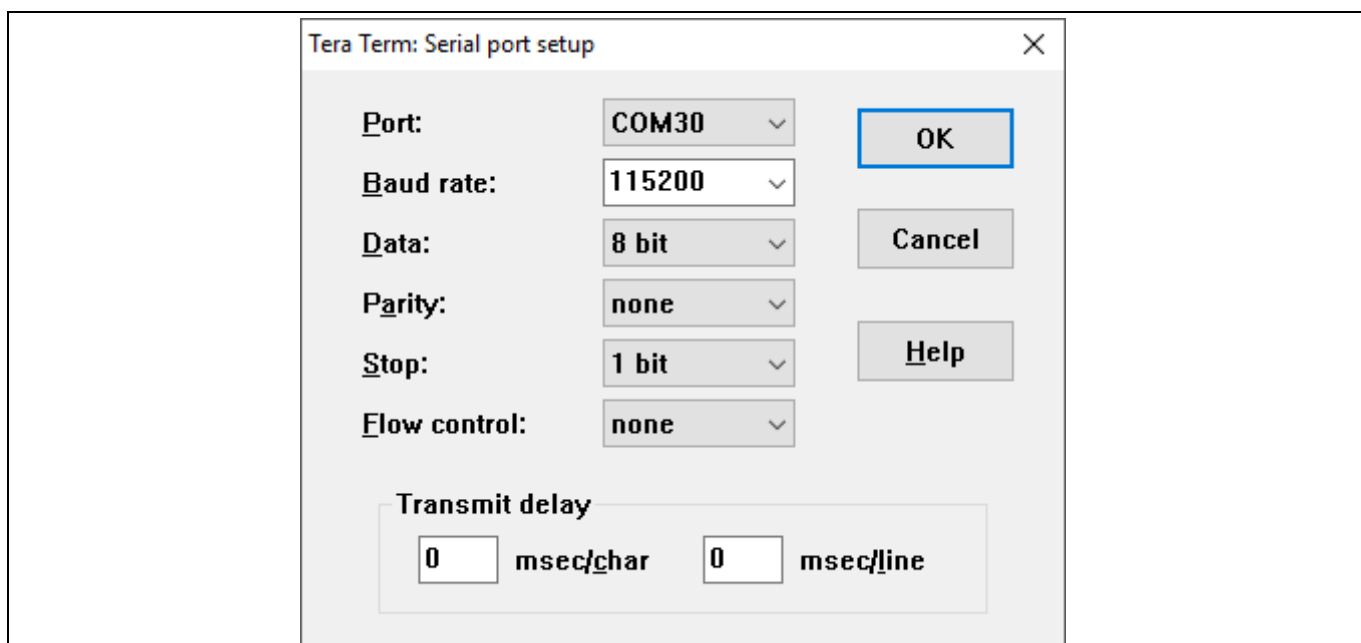 Tera Term: Serial port setup
Port: COM30 OK
Baud rate: 115200
Data: 8 bit Cancel
Parity: none
Stop: 1 bit Help
Flow control: none
Transmit delay
0 msec/char 0 msec/line